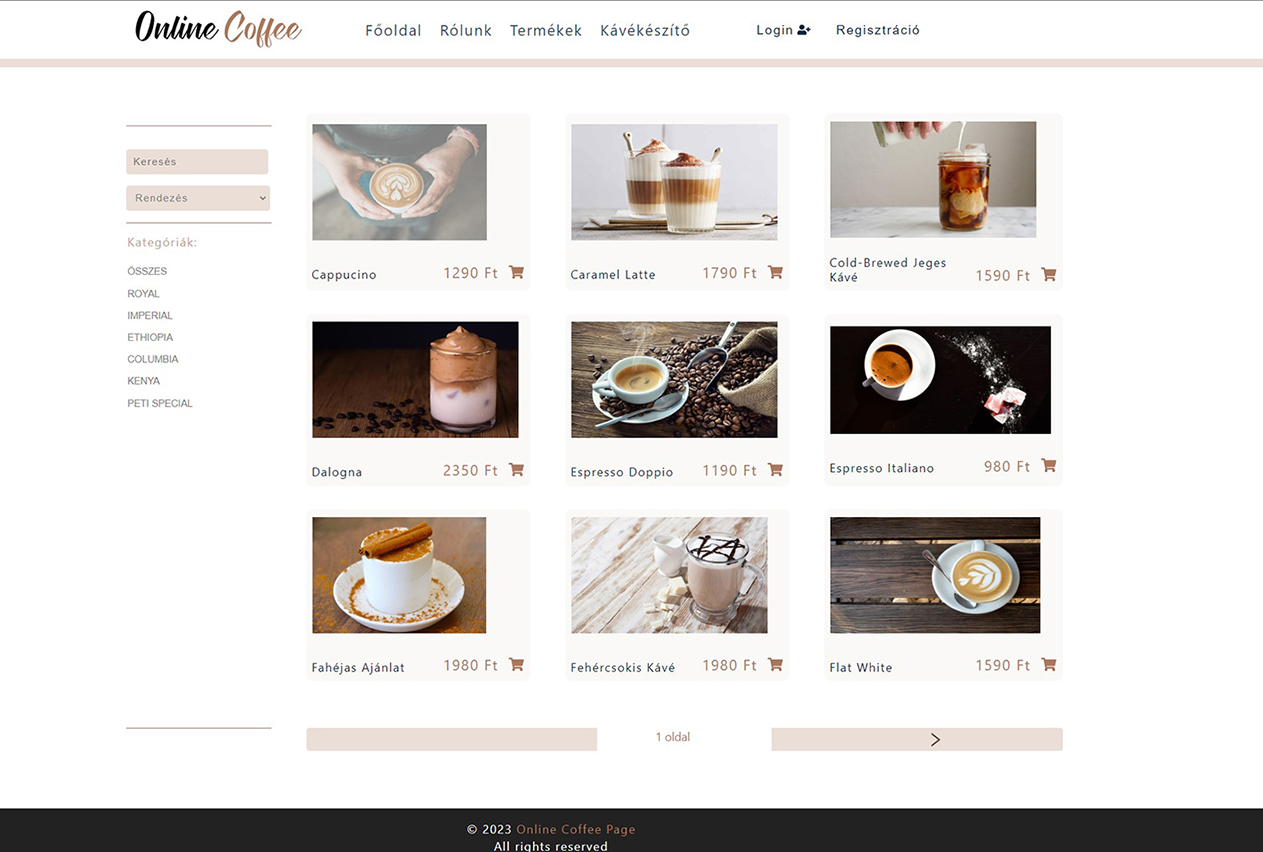 Online Coffee
Főoldal Rólunk Termékek Kávékészítő
Login Regisztráció
Keresés
Rendezés
Kategóriák:
ÖSSZES
ROYAL
IMPERIAL
ETHIOPIA
COLUMBIA
KENYA
PETI SPECIAL
Cappucino 1290 Ft
Caramel Latte 1790 Ft
Cold-Brewed Jeges
Kávé 1590 Ft
Dalogna 2350 Ft
Espresso Doppio 1190 Ft
Espresso Italiano 980 Ft
Fahéjas Ajánlat 1980 Ft
Fehércsokis Kávé 1980 Ft
Flat White 1590 Ft
1 oldal
© 2023 Online Coffee Page
All rights reserved